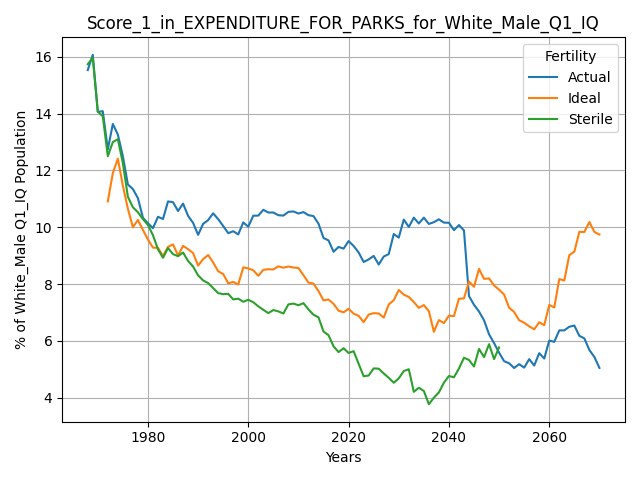 Score_1_in_EXPENDITURE_FOR_PARKS_for_White_Male_Q1_IQ
% of White_Male Q1_IQ Population
16
14
12
10
8
6
4
Fertility
Actual
Ideal
Sterile
1980
2000
2020
2040
2060
Years